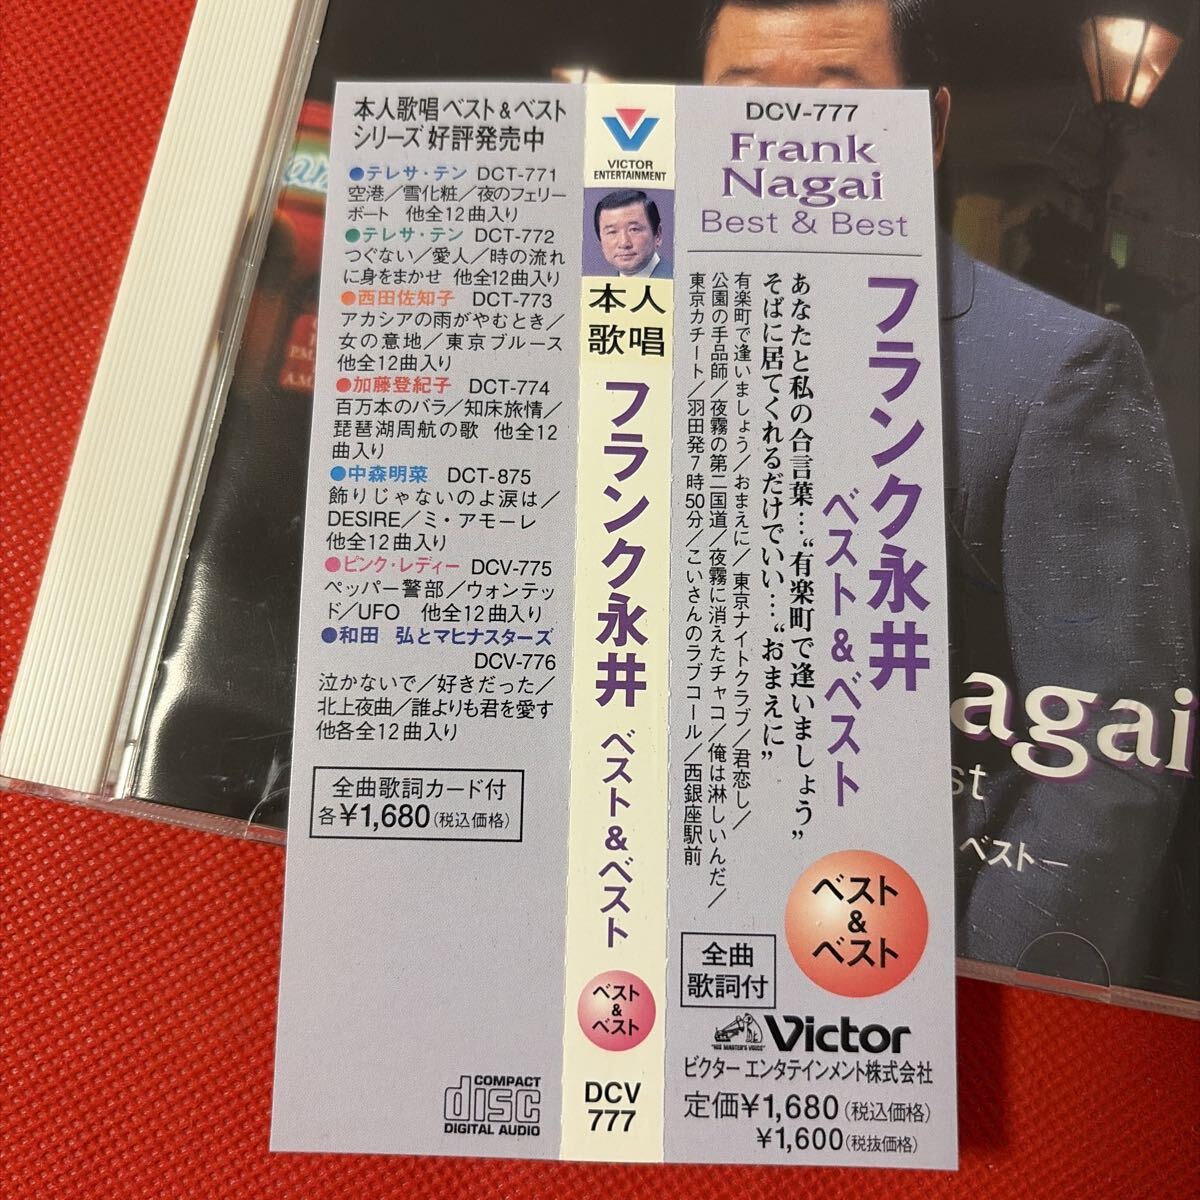 本人歌唱ベスト&ベスト
シリーズ好評発売中
●テレサ・テン DCT-771
空港／雪化粧／夜のフェリー
ボート 他全12曲入り
●テレサ・テン DCT-772
つぐない／愛人／時の流れ
に身をまかせ 他全12曲入り
●西田佐知子 DCT-773
アカシアの雨がやむとき／
女の意地／東京ブルース
他全12曲入り
●加藤登紀子 DCT-774
百万本のバラ／知床旅情／
琵琶湖周航の歌 他全12
曲入り
●中森明菜 DCT-875
飾りじゃないのよ涙は／
DESIRE／ミ・アモーレ
他全12曲入り
●ピンク・レディー DCV-775
ペッパー警部／ウォンテッ
ド／UFO 他全12曲入り
●和田 弘とマヒナスターズ
DCV-776
泣かないで／好きだった／
北上夜曲／誰よりも君を愛す
他各全12曲入り
全曲歌詞カード付
各¥1,680(税込価格)
COMPACT
disc
DIGITAL AUDIO
VICTOR
ENTERTAINMENT
本人
歌唱
フランク永井 ベスト&ベスト
ベスト
&
ベスト
DCV
777
DCV-777
Frank
Nagai
Best & Best
フランク永井
ベスト&ベスト
あなたと私の合言葉…“有楽町で逢いましょう”
そばに居てくれるだけでいい…“おまえに”
有楽町で逢いましょう／おまえに／東京ナイトクラブ／君恋し／
公園の手品師／夜霧の第二国道／夜霧に消えたチャコ／俺は淋しいんだ／
東京カチート／羽田発7時50分／こいさんのラブコール／西銀座駅前
ベスト
&
ベスト
全曲
歌詞付
"HIS MASTER'S VOICE"
Victor
ビクター エンタテインメント株式会社
定価¥1,680(税込価格)
¥1,600(税抜価格)
agai
st
ベスト—